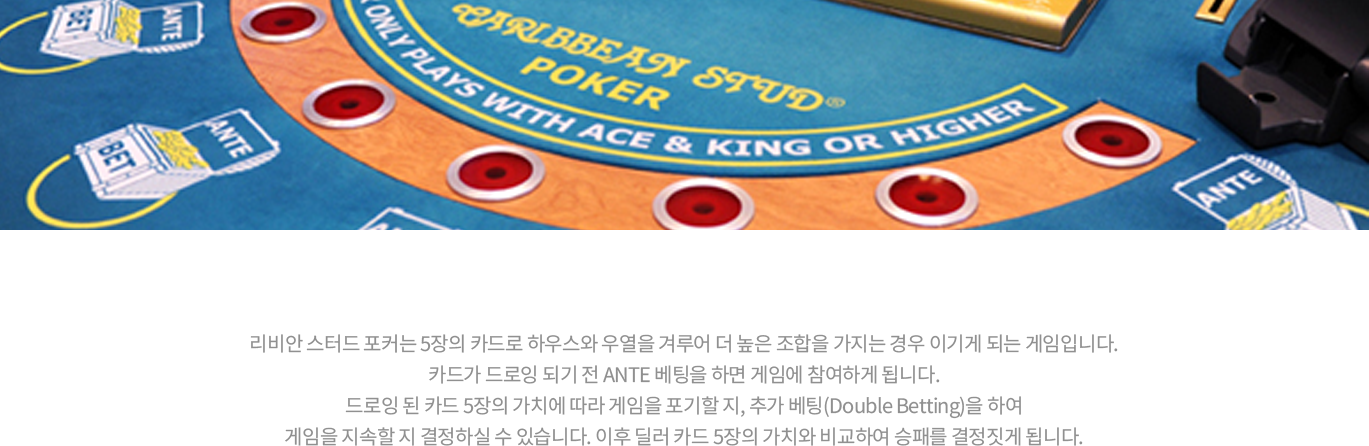 BET ANTE
CARIBBEAN STUD®
POKER
ONLY PLAYS WITH ACE & KING OR HIGHER
BET ANTE
ANTE
리비안 스터드 포커는 5장의 카드로 하우스와 우열을 겨루어 더 높은 조합을 가지는 경우 이기게 되는 게임입니다.
카드가 드로잉 되기 전 ANTE 베팅을 하면 게임에 참여하게 됩니다.
드로잉 된 카드 5장의 가치에 따라 게임을 포기할 지, 추가 베팅(Double Betting)을 하여
게임을 지속할 지 결정하실 수 있습니다. 이후 딜러 카드 5장의 가치와 비교하여 승패를 결정짓게 됩니다.